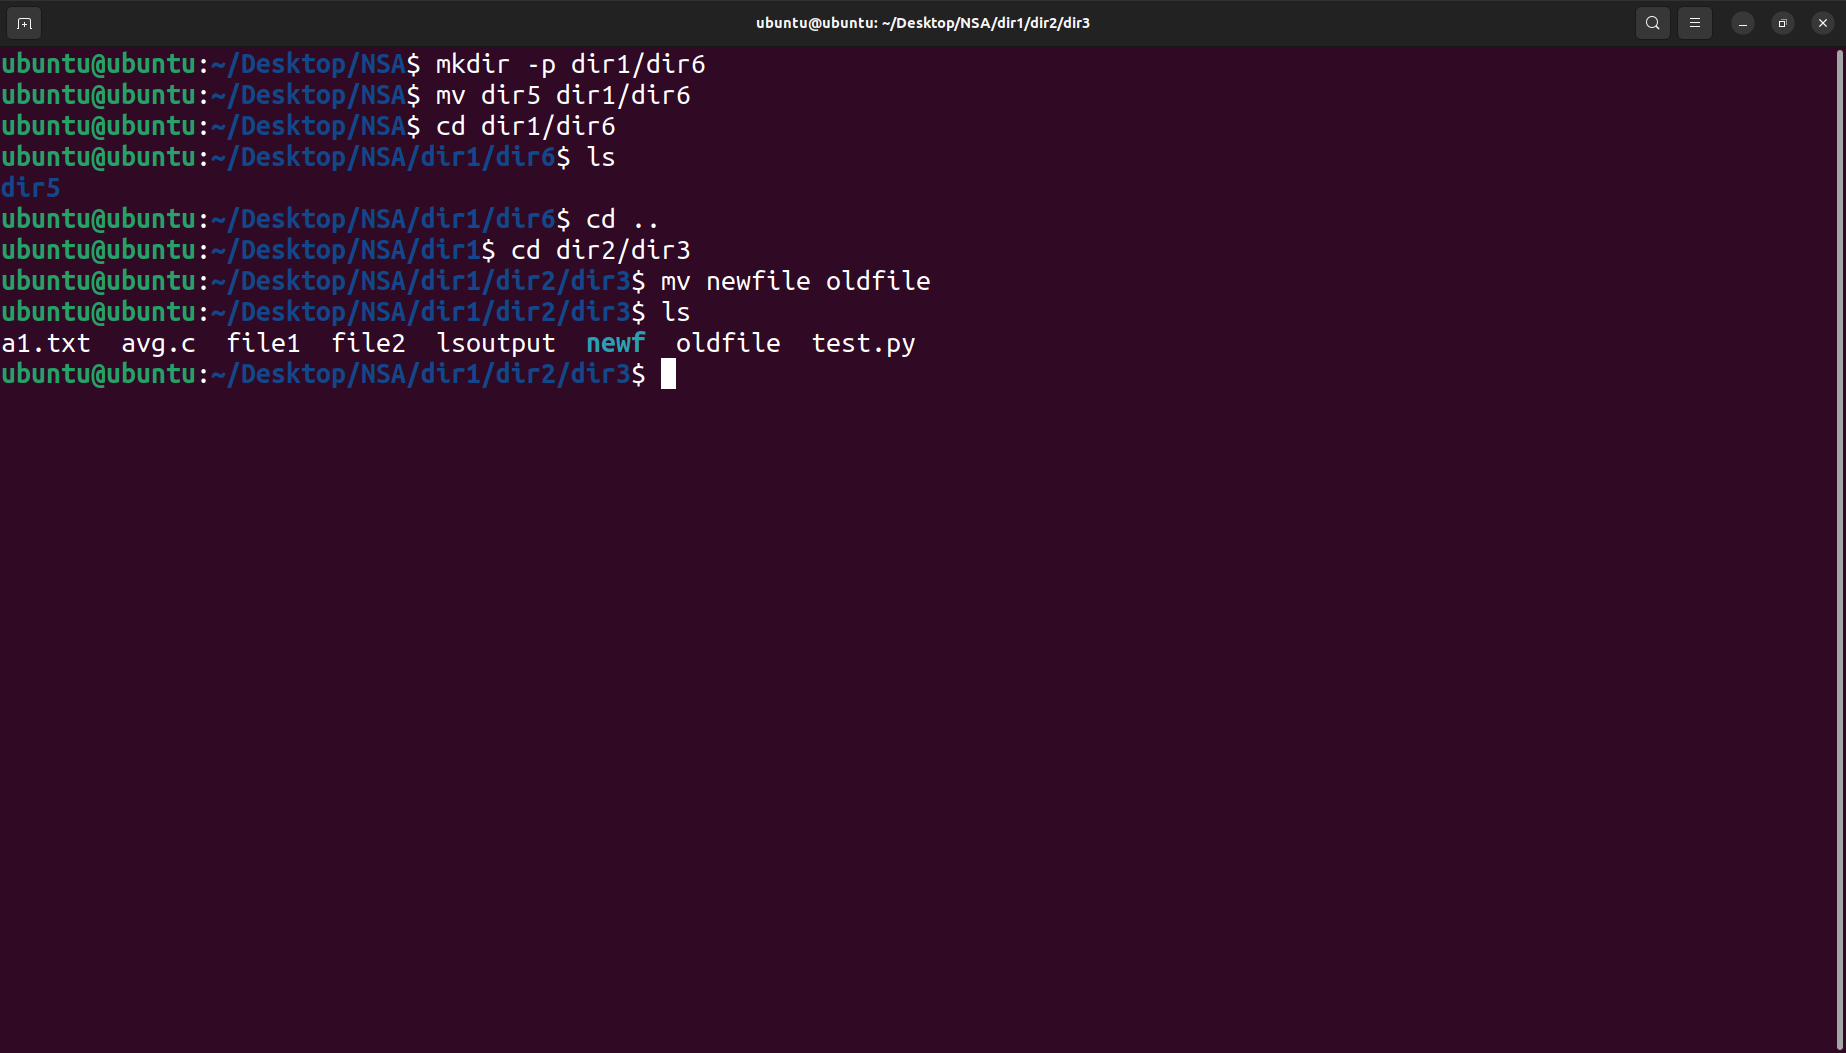 ubuntu@ubuntu: ~/Desktop/NSA/dir1/dir2/dir3
ubuntu@ubuntu:~/Desktop/NSA$ mkdir -p dir1/dir6
ubuntu@ubuntu:~/Desktop/NSA$ mv dir5 dir1/dir6
ubuntu@ubuntu:~/Desktop/NSA$ cd dir1/dir6
ubuntu@ubuntu:~/Desktop/NSA/dir1/dir6$ ls
dir5
ubuntu@ubuntu:~/Desktop/NSA/dir1/dir6$ cd ..
ubuntu@ubuntu:~/Desktop/NSA/dir1$ cd dir2/dir3
ubuntu@ubuntu:~/Desktop/NSA/dir1/dir2/dir3$ mv newfile oldfile
ubuntu@ubuntu:~/Desktop/NSA/dir1/dir2/dir3$ ls
a1.txt  avg.c  file1  file2  lsoutput  newf  oldfile  test.py
ubuntu@ubuntu:~/Desktop/NSA/dir1/dir2/dir3$